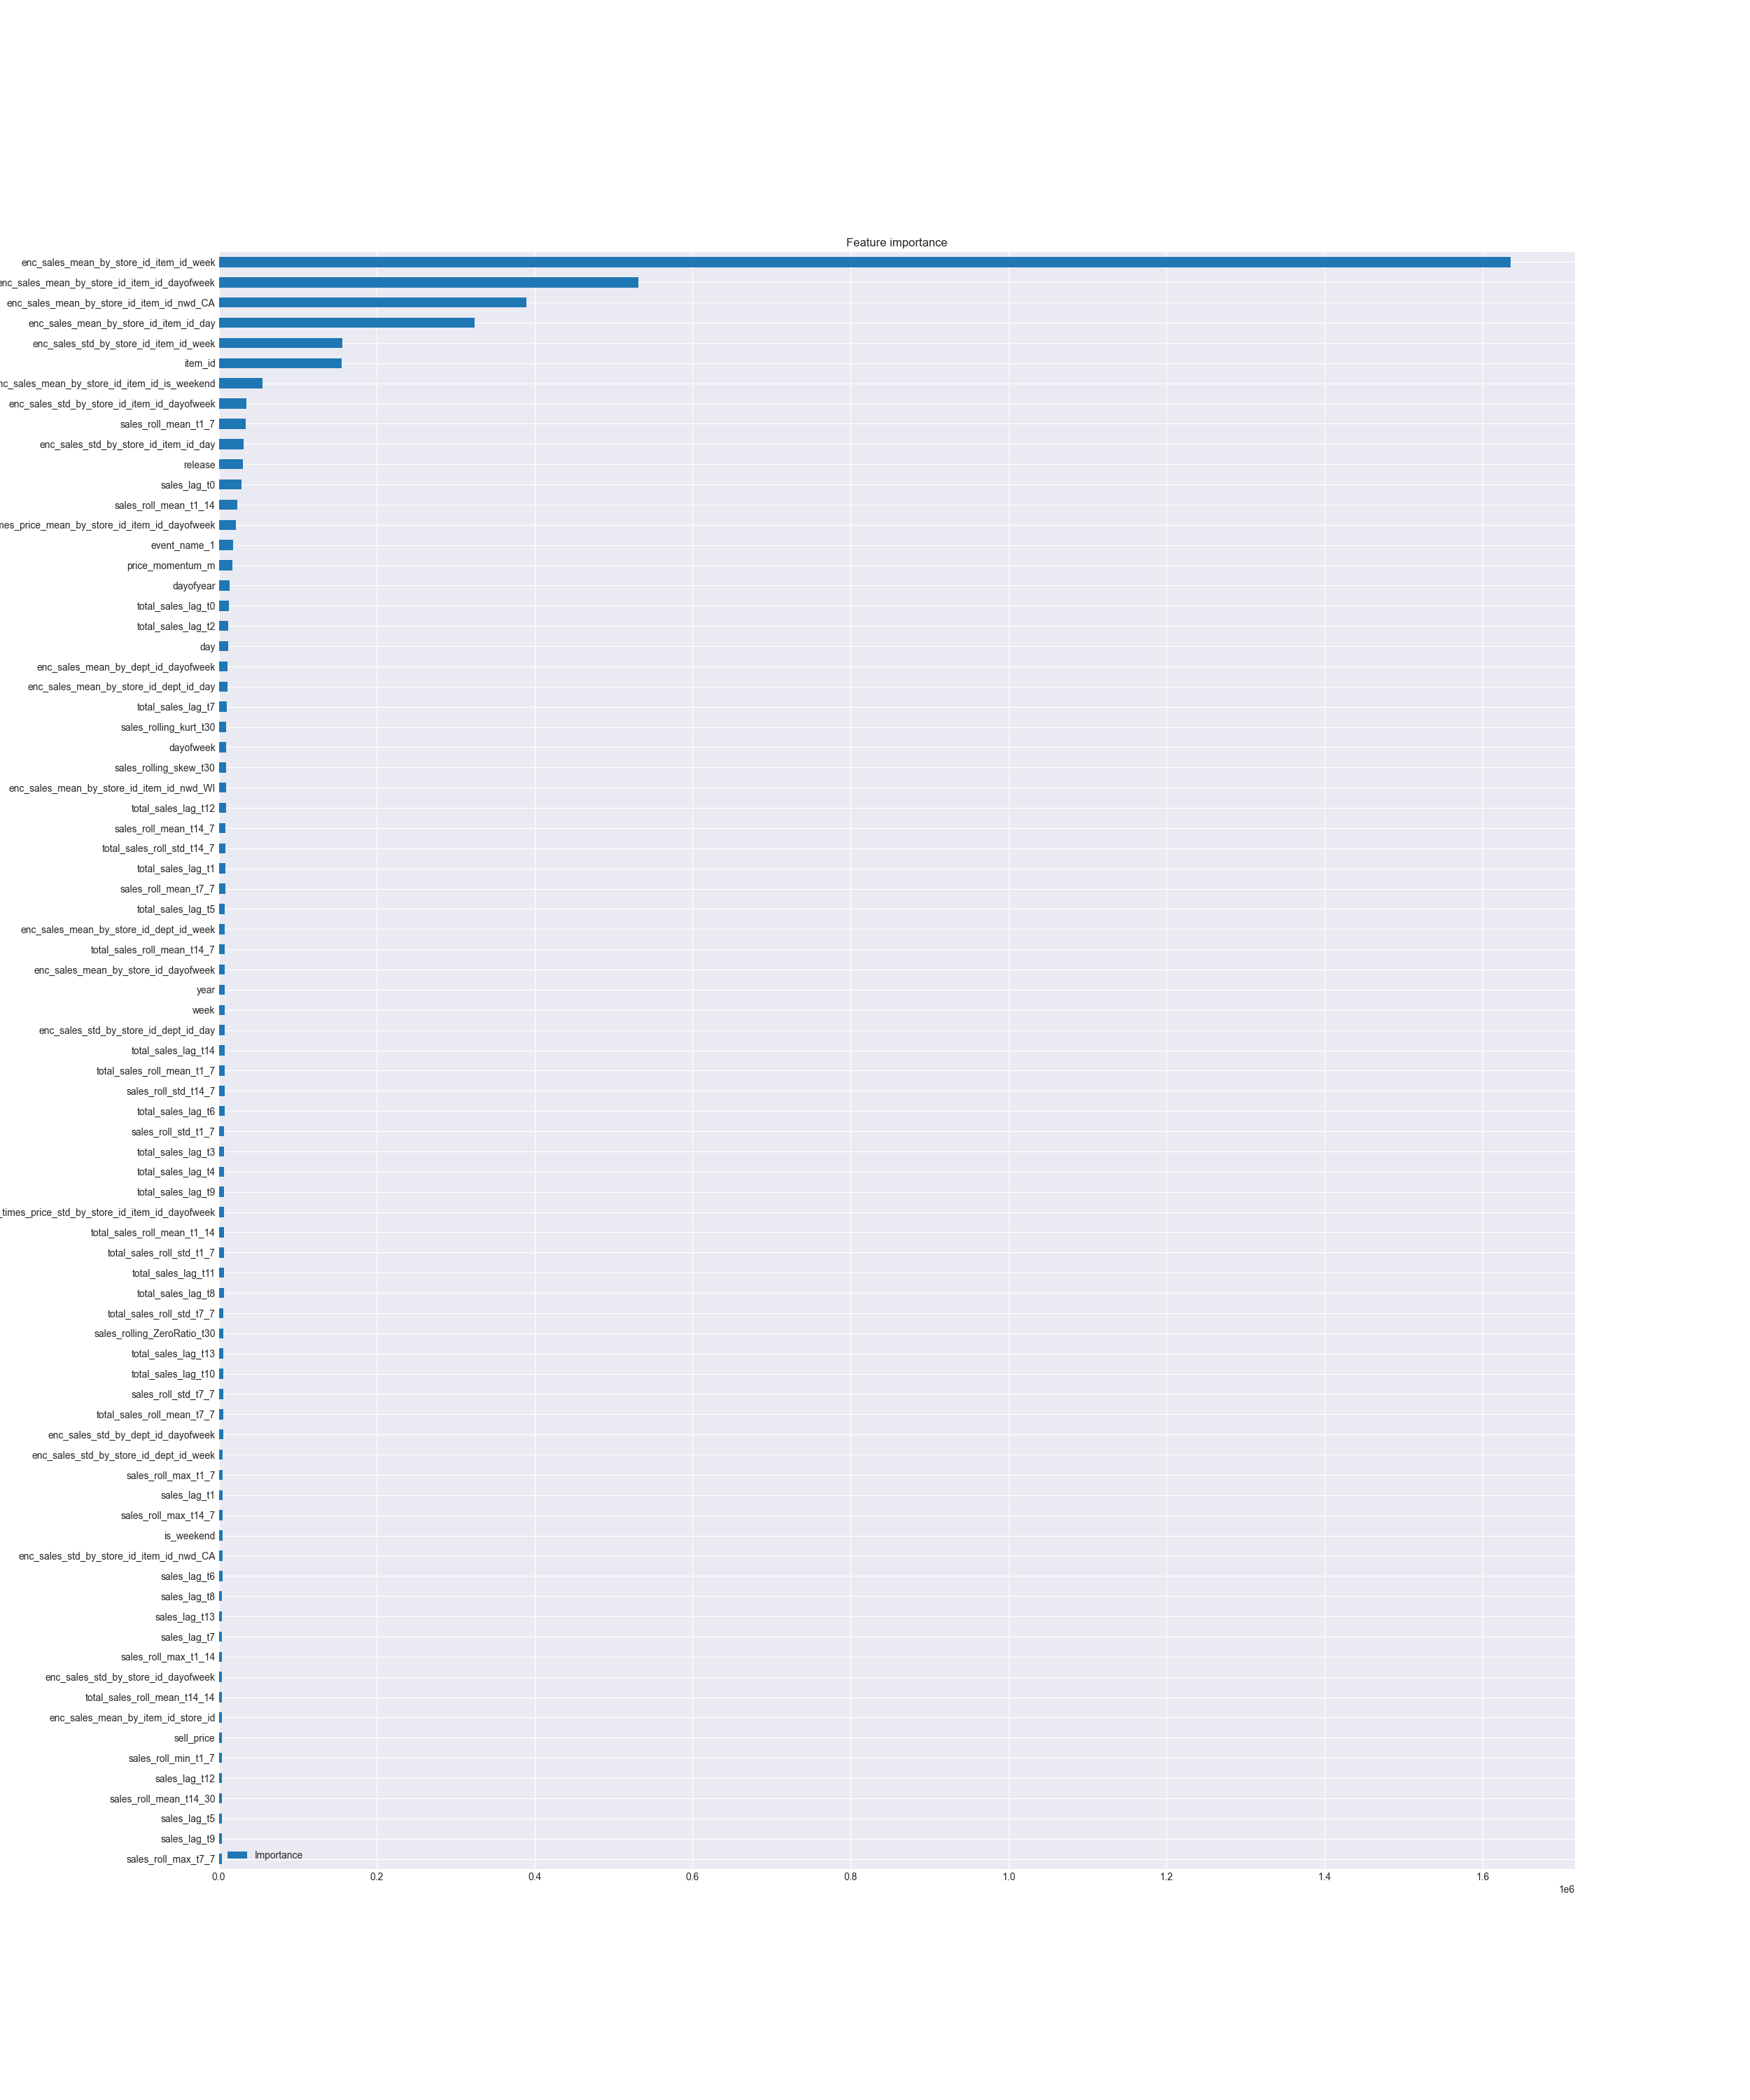 Feature importance
enc_sales_mean_by_store_id_item_id_week
enc_sales_mean_by_store_id_item_id_dayofweek
enc_sales_mean_by_store_id_item_id_nwd_CA
enc_sales_mean_by_store_id_item_id_day
enc_sales_std_by_store_id_item_id_week
item_id
nc_sales_mean_by_store_id_item_id_is_weekend
enc_sales_std_by_store_id_item_id_dayofweek
sales_roll_mean_t1_7
enc_sales_std_by_store_id_item_id_day
release
sales_lag_t0
sales_roll_mean_t1_14
mes_price_mean_by_store_id_item_id_dayofweek
event_name_1
price_momentum_m
dayofyear
total_sales_lag_t0
total_sales_lag_t2
day
enc_sales_mean_by_dept_id_dayofweek
enc_sales_mean_by_store_id_dept_id_day
total_sales_lag_t7
sales_rolling_kurt_t30
dayofweek
sales_rolling_skew_t30
enc_sales_mean_by_store_id_item_id_nwd_WI
total_sales_lag_t12
sales_roll_mean_t14_7
total_sales_roll_std_t14_7
total_sales_lag_t1
sales_roll_mean_t7_7
total_sales_lag_t5
enc_sales_mean_by_store_id_dept_id_week
total_sales_roll_mean_t14_7
enc_sales_mean_by_store_id_dayofweek
year
week
enc_sales_std_by_store_id_dept_id_day
total_sales_lag_t14
total_sales_roll_mean_t1_7
sales_roll_std_t14_7
total_sales_lag_t6
sales_roll_std_t1_7
total_sales_lag_t3
total_sales_lag_t4
total_sales_lag_t9
_times_price_std_by_store_id_item_id_dayofweek
total_sales_roll_mean_t1_14
total_sales_roll_std_t1_7
total_sales_lag_t11
total_sales_lag_t8
total_sales_roll_std_t7_7
sales_rolling_ZeroRatio_t30
total_sales_lag_t13
total_sales_lag_t10
sales_roll_std_t7_7
total_sales_roll_mean_t7_7
enc_sales_std_by_dept_id_dayofweek
enc_sales_std_by_store_id_dept_id_week
sales_roll_max_t1_7
sales_lag_t1
sales_roll_max_t14_7
is_weekend
enc_sales_std_by_store_id_item_id_nwd_CA
sales_lag_t6
sales_lag_t8
sales_lag_t13
sales_lag_t7
sales_roll_max_t1_14
enc_sales_std_by_store_id_dayofweek
total_sales_roll_mean_t14_14
enc_sales_mean_by_item_id_store_id
sell_price
sales_roll_min_t1_7
sales_lag_t12
sales_roll_mean_t14_30
sales_lag_t5
sales_lag_t9
sales_roll_max_t7_7
Importance
0.0 0.2 0.4 0.6 0.8 1.0 1.2 1.4 1.6
1e6